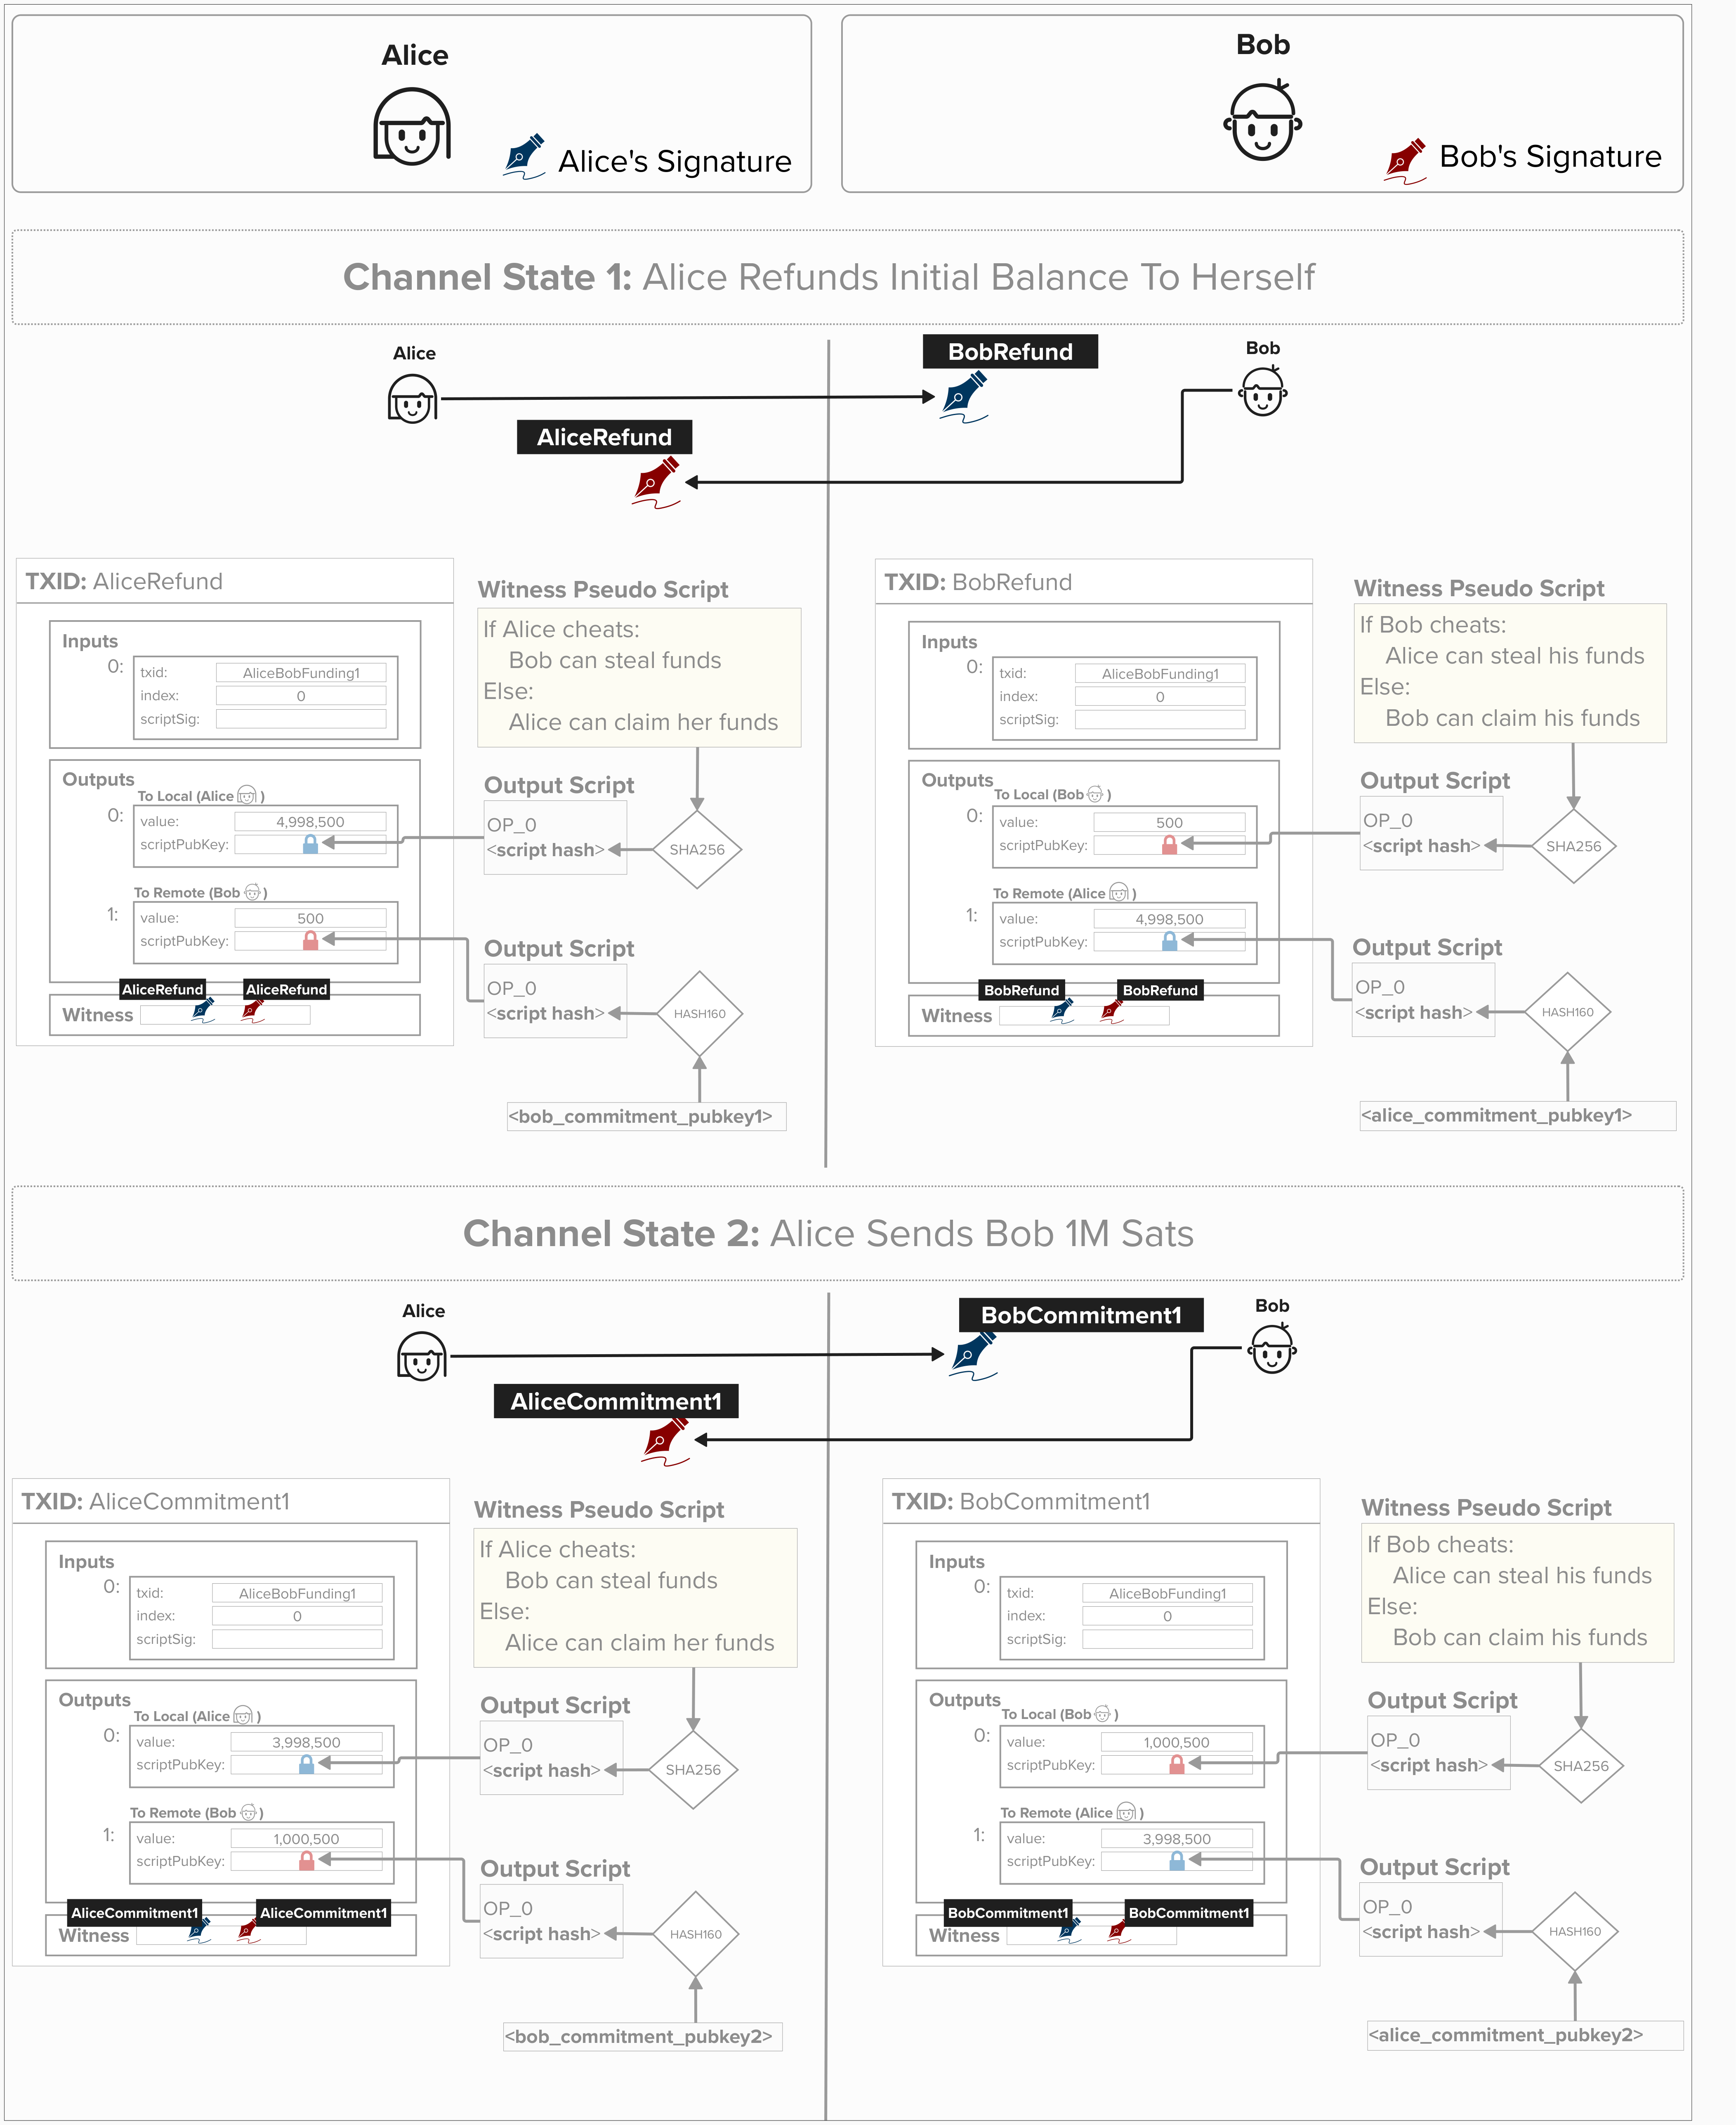 Alice
Alice's Signature
Bob
Bob's Signature
Channel State 1: Alice Refunds Initial Balance To Herself
Alice
BobRefund
Bob
AliceRefund
TXID: AliceRefund
Inputs
0:
txid:
AliceBobFunding1
index:
0
scriptSig:
Outputs
To Local (Alice )
0:
value:
4,998,500
scriptPubKey:
To Remote (Bob )
1:
value:
500
scriptPubKey:
AliceRefund
AliceRefund
Witness
Witness Pseudo Script
If Alice cheats:
Bob can steal funds
Else:
Alice can claim her funds
Output Script
OP_0
<script hash>
SHA256
Output Script
OP_0
<script hash>
HASH160
<bob_commitment_pubkey1>
TXID: BobRefund
Inputs
0:
txid:
AliceBobFunding1
index:
0
scriptSig:
Outputs
To Local (Bob )
0:
value:
500
scriptPubKey:
To Remote (Alice )
1:
value:
4,998,500
scriptPubKey:
BobRefund
BobRefund
Witness
Witness Pseudo Script
If Bob cheats:
Alice can steal his funds
Else:
Bob can claim his funds
Output Script
OP_0
<script hash>
SHA256
Output Script
OP_0
<script hash>
HASH160
<alice_commitment_pubkey1>
Channel State 2: Alice Sends Bob 1M Sats
Alice
BobCommitment1
Bob
AliceCommitment1
TXID: AliceCommitment1
Inputs
0:
txid:
AliceBobFunding1
index:
0
scriptSig:
Outputs
To Local (Alice )
0:
value:
3,998,500
scriptPubKey:
To Remote (Bob )
1:
value:
1,000,500
scriptPubKey:
AliceCommitment1
AliceCommitment1
Witness
Witness Pseudo Script
If Alice cheats:
Bob can steal funds
Else:
Alice can claim her funds
Output Script
OP_0
<script hash>
SHA256
Output Script
OP_0
<script hash>
HASH160
<bob_commitment_pubkey2>
TXID: BobCommitment1
Inputs
0:
txid:
AliceBobFunding1
index:
0
scriptSig:
Outputs
To Local (Bob )
0:
value:
1,000,500
scriptPubKey:
To Remote (Alice )
1:
value:
3,998,500
scriptPubKey:
BobCommitment1
BobCommitment1
Witness
Witness Pseudo Script
If Bob cheats:
Alice can steal his funds
Else:
Bob can claim his funds
Output Script
OP_0
<script hash>
SHA256
Output Script
OP_0
<script hash>
HASH160
<alice_commitment_pubkey2>